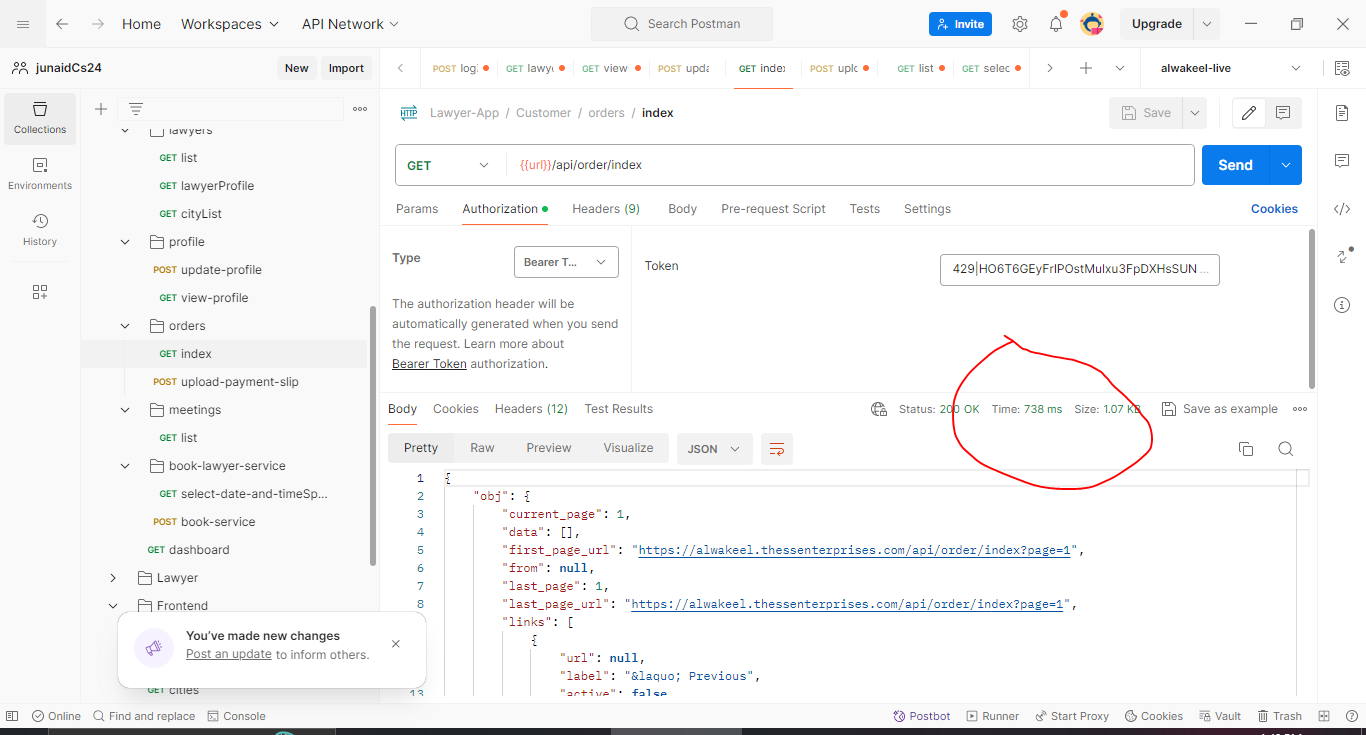 Home Workspaces API Network Search Postman Invite Upgrade
junaidCs24 New Import
POST log GET lawye GET view POST upda GET index POST uplo GET list GET selec alwakeel-live
Collections
Environments
History
lawyers
GET list
GET lawyerProfile
GET cityList
profile
POST update-profile
GET view-profile
orders
GET index
POST upload-payment-slip
meetings
GET list
book-lawyer-service
GET select-date-and-timeSp...
POST book-service
GET dashboard
Lawyer
Frontend
GET cities
You've made new changes
Post an update to inform others.
HTTP Lawyer-App / Customer / orders / index Save
GET {{url}}/api/order/index Send
Params Authorization Headers (9) Body Pre-request Script Tests Settings Cookies
Type Bearer T...
The authorization header will be
automatically generated when you send
the request. Learn more about
Bearer Token authorization.
Token 429|HO6T6GEyFrIPOstMuIxu3FpDXHsSUN ...
Body Cookies Headers (12) Test Results Status: 200 OK Time: 738 ms Size: 1.07 KB Save as example
Pretty Raw Preview Visualize JSON
1 {
2 "obj": {
3 "current_page": 1,
4 "data": [],
5 "first_page_url": "https://alwakeel.thessenterprises.com/api/order/index?page=1",
6 "from": null,
7 "last_page": 1,
8 "last_page_url": "https://alwakeel.thessenterprises.com/api/order/index?page=1",
9 "links": [
10 {
11 "url": null,
12 "label": "&laquo; Previous",
13 "active": false
Online Find and replace Console Postbot Runner Start Proxy Cookies Vault Trash